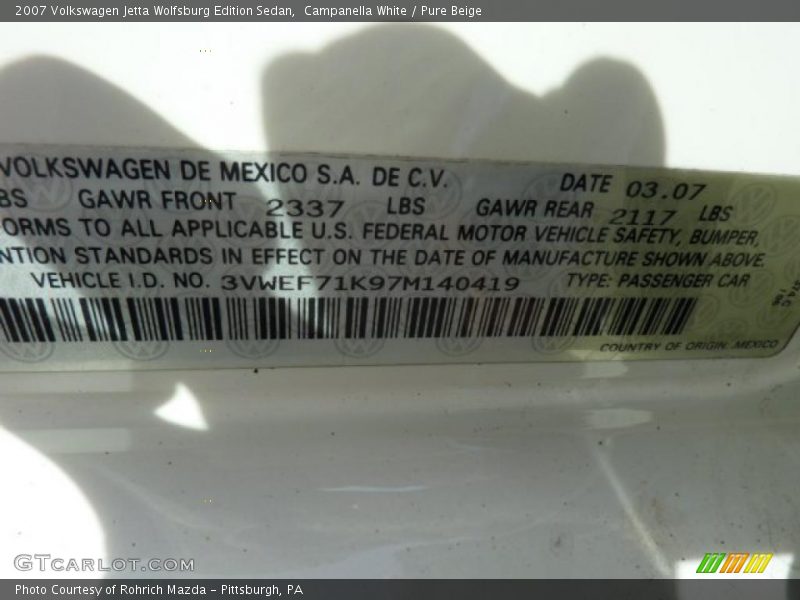 2007 Volkswagen Jetta Wolfsburg Edition Sedan, Campanella White / Pure Beige
VOLKSWAGEN DE MEXICO S.A. DE C.V. DATE 03.07
BS GAWR FRONT 2337 LBS GAWR REAR 2117 LBS
ORMS TO ALL APPLICABLE U.S. FEDERAL MOTOR VEHICLE SAFETY, BUMPER,
NTION STANDARDS IN EFFECT ON THE DATE OF MANUFACTURE SHOWN ABOVE.
VEHICLE I.D. NO. 3VWEF71K97M140419 TYPE: PASSENGER CAR
COUNTRY OF ORIGIN. MEXICO
GTCARLOT.COM
Photo Courtesy of Rohrich Mazda - Pittsburgh, PA